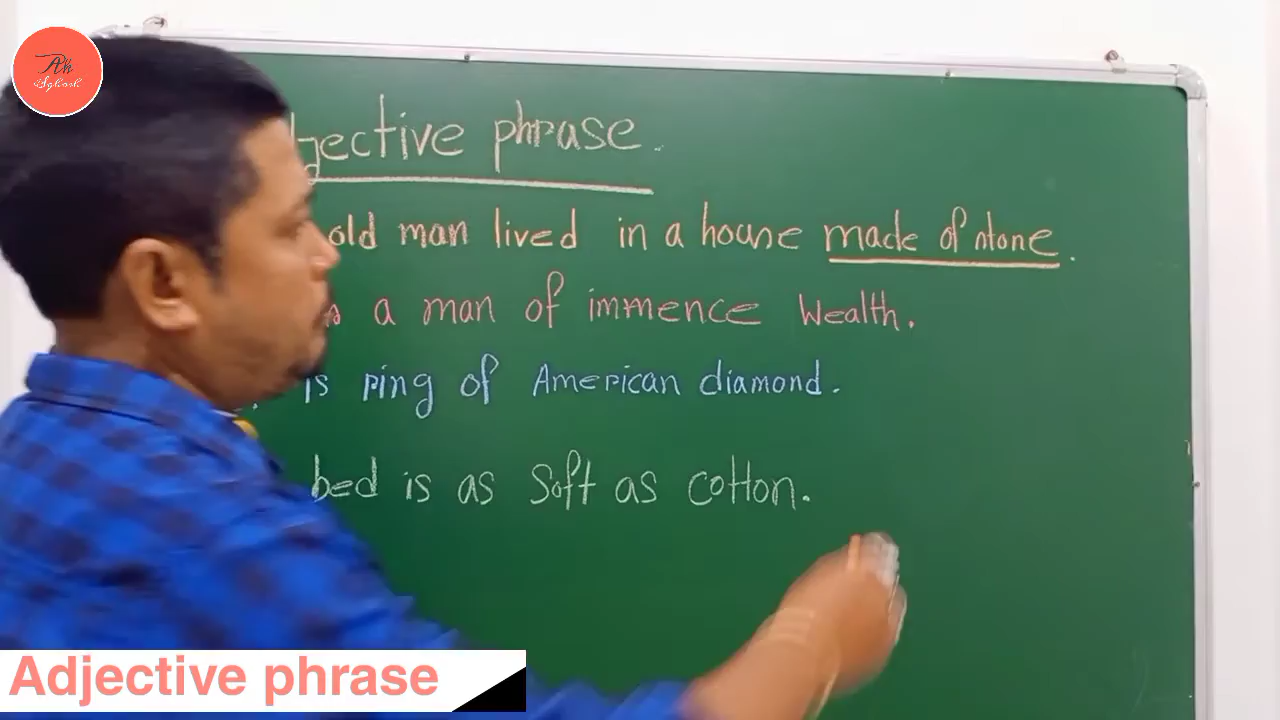 jective phrase.
old man lived in a house made of stone.
a man of immence Wealth.
is ring of American diamond.
bed is as Soft as cotton.
Adjective phrase